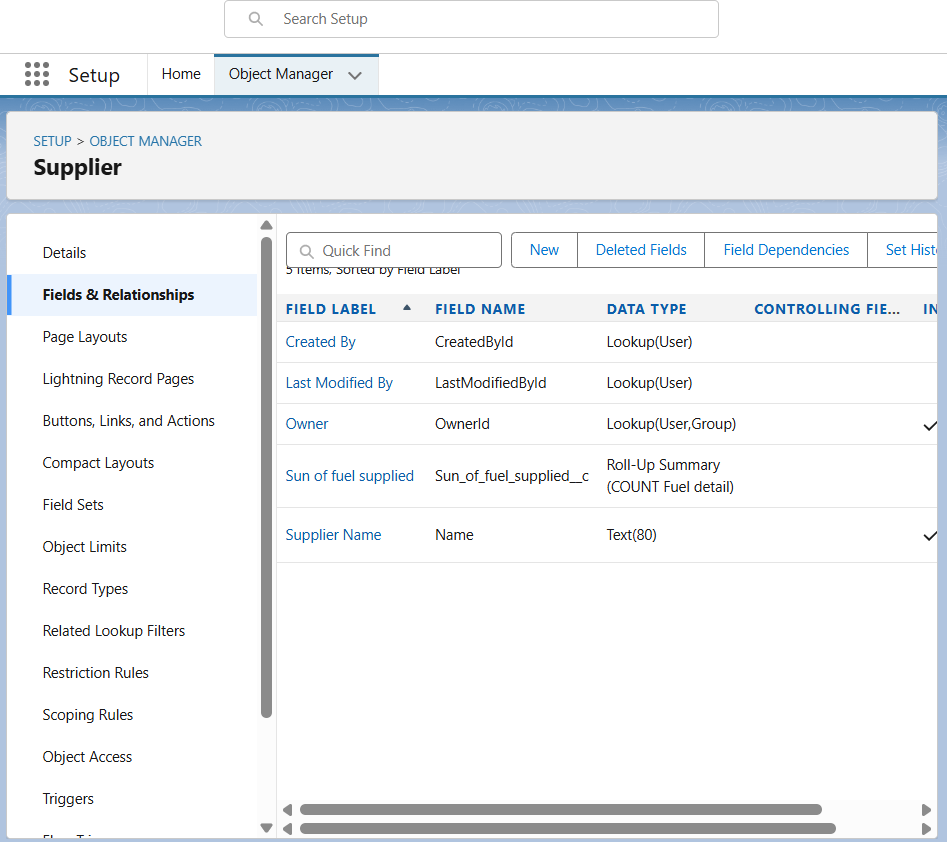 Search Setup
Setup
Home
Object Manager
SETUP > OBJECT MANAGER
Supplier
Details
Fields & Relationships
Page Layouts
Lightning Record Pages
Buttons, Links, and Actions
Compact Layouts
Field Sets
Object Limits
Record Types
Related Lookup Filters
Restriction Rules
Scoping Rules
Object Access
Triggers
Quick Find
New
Deleted Fields
Field Dependencies
Set Histo
5 Items, Sorted by Field Label
FIELD LABEL FIELD NAME DATA TYPE CONTROLLING FIE... IN
Created By CreatedById Lookup(User)
Last Modified By LastModifiedById Lookup(User)
Owner OwnerId Lookup(User,Group)
Sun of fuel supplied Sun_of_fuel_supplied__c Roll-Up Summary
(COUNT Fuel detail)
Supplier Name Name Text(80)